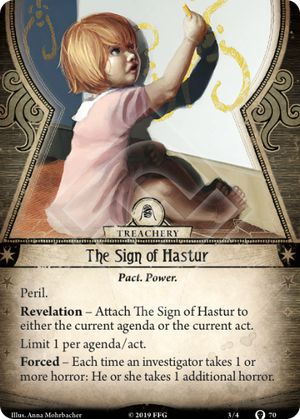 TREACHERY
The Sign of Hastur
Pact. Power.
Peril.
Revelation – Attach The Sign of Hastur to
either the current agenda or the current act.
Limit 1 per agenda/act.
Forced – Each time an investigator takes 1 or
more horror: He or she takes 1 additional horror.
Illus. Anna Mohrbacher © 2019 FFG 3/4 70